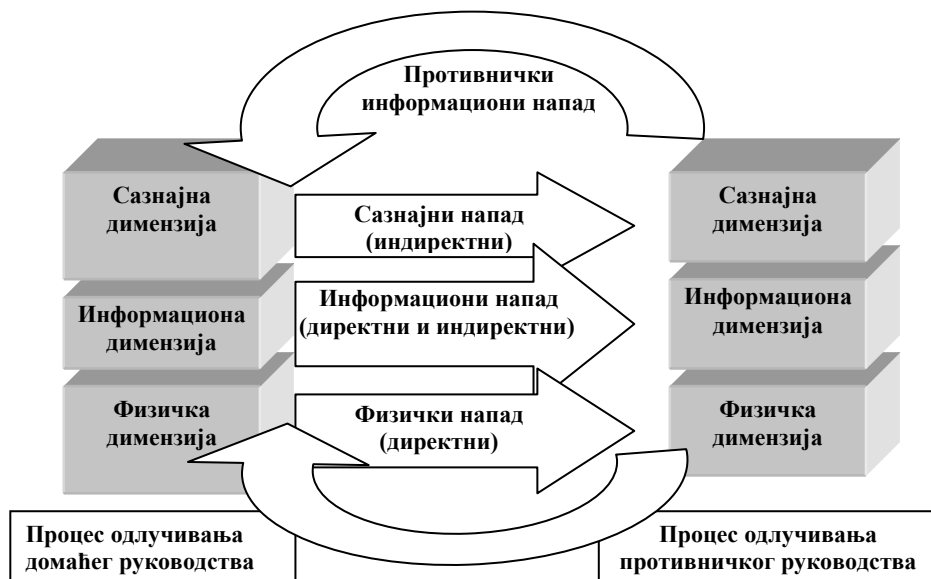 Противнички
информациони напад
Сазнајна
димензија
Сазнајни напад
(индиректни)
Сазнајна
димензија
Информациона
димензија
Информациони напад
(директни и индиректни)
Информациона
димензија
Физичка
димензија
Физички напад
(директни)
Физичка
димензија
Процес одлучивања
домаћег руководства
Процес одлучивања
противничког руководства